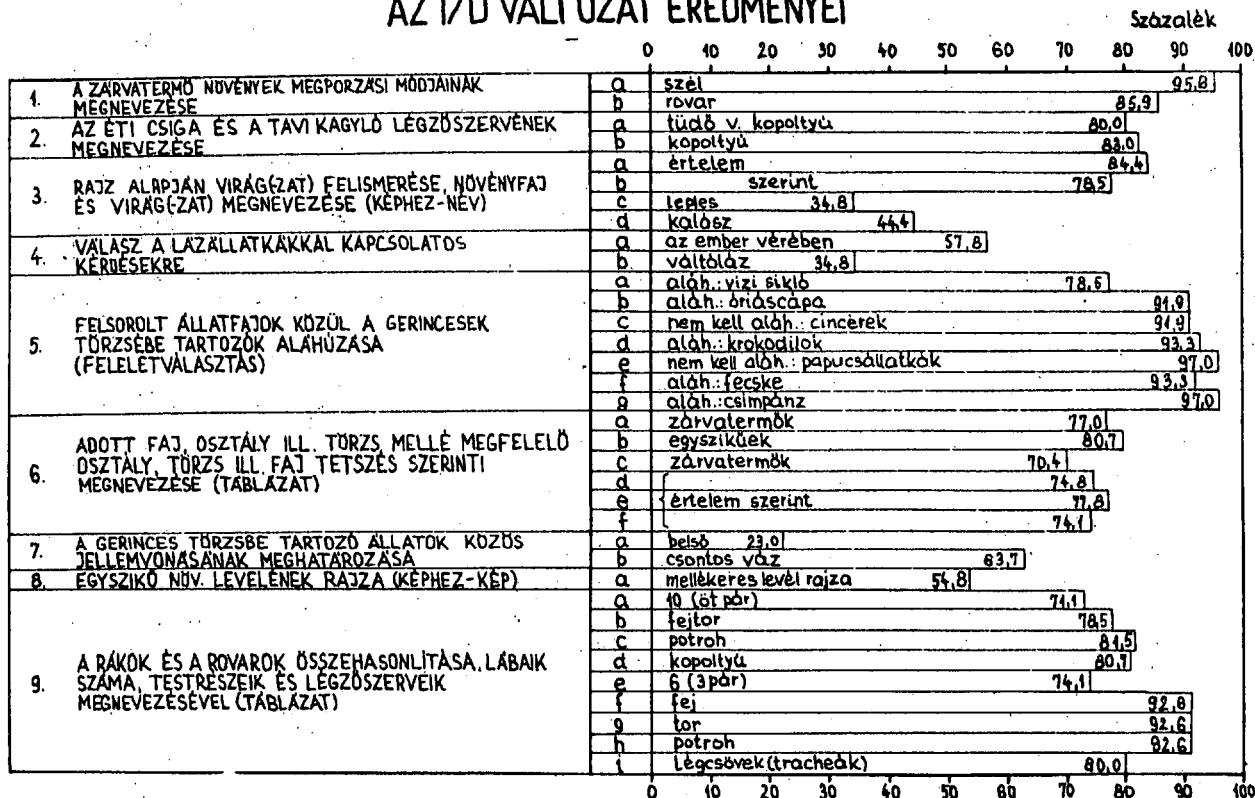 AZ I/D VÁLTOZAT EREDMÉNYEI
Százalék
0 10 20 30 40 50 60 70 80 90 100
1. A ZÁRVATERMŐ NÖVÉNYEK MEGPORZÁSI MÓDJAINAK
MEGNEVEZÉSE
a szél 95,8
b rovar 85,9
2. AZ ÉTI CSIGA ÉS A TAVI KAGYLÓ LÉGZŐSZERVÉNEK
MEGNEVEZÉSE
a tüdő v. kopoltyú 80,0
b kopoltyú 83,0
3. RAJZ ALAPJÁN VIRÁG(ZAT) FELISMERÉSE, NÖVÉNYFAJ
ÉS VIRÁG(ZAT) MEGNEVEZÉSE (KÉPHEZ-NÉV)
a értelem 84,4
b szerint 78,5
c leples 34,8
d kalász 44,4
4. VÁLASZ A LÁZÁLLATKÁKKAL KAPCSOLATOS
KÉRDÉSEKRE
a az ember vérében 57,8
b váltóláz 34,8
5. FELSOROLT ÁLLATFAJOK KÖZÜL A GERINCESEK
TÖRZSÉBE TARTOZÓK ALÁHÚZÁSA
(FELELETVÁLASZTÁS)
a aláh.: vizi sikló 78,5
b aláh.: óriáscápa 91,9
c nem kell aláh.: cincérek 91,9
d aláh.: krokodilok 93,3
e nem kell aláh.: papucsállatkák 97,0
f aláh.: fecske 93,3
g aláh.: csimpánz 97,0
6. ADOTT FAJ, OSZTÁLY ILL. TÖRZS, MELLÉ MEGFELELŐ
OSZTÁLY, TÖRZS ILL. FAJ TETSZÉS SZERINTI
MEGNEVEZÉSE (TÁBLÁZAT)
a zárvatermők 77,0
b egyszikűek 80,7
c zárvatermők 70,4
d 74,8
e értelem szerint 77,8
f 74,1
7. A GERINCES TÖRZSBE TARTOZÓ ÁLLATOK KÖZÖS
JELLEMVONÁSÁNAK MEGHATÁROZÁSA
a belső 23,0
b csontos váz 63,7
8. EGYSZIKŰ NÖV. LEVELÉNEK RAJZA (KÉPHEZ-KÉP)
a mellékeres levél rajza 54,8
9. A RÁKOK ÉS A ROVAROK ÖSSZEHASONLÍTÁSA, LÁBAIK
SZÁMA, TESTRÉSZEIK ÉS LÉGZŐSZERVEIK
MEGNEVEZÉSÉVEL (TÁBLÁZAT)
a 10 (öt pár)
b fejtor 78,5
c potroh 81,5
d kopoltyú 80,7
e 6 (3 pár) 74,1
f fej 92,8
g tor 92,6
h potroh 92,6
i Légcsövek (tracheák) 80,0
0 10 20 30 40 50 60 70 80 90 100